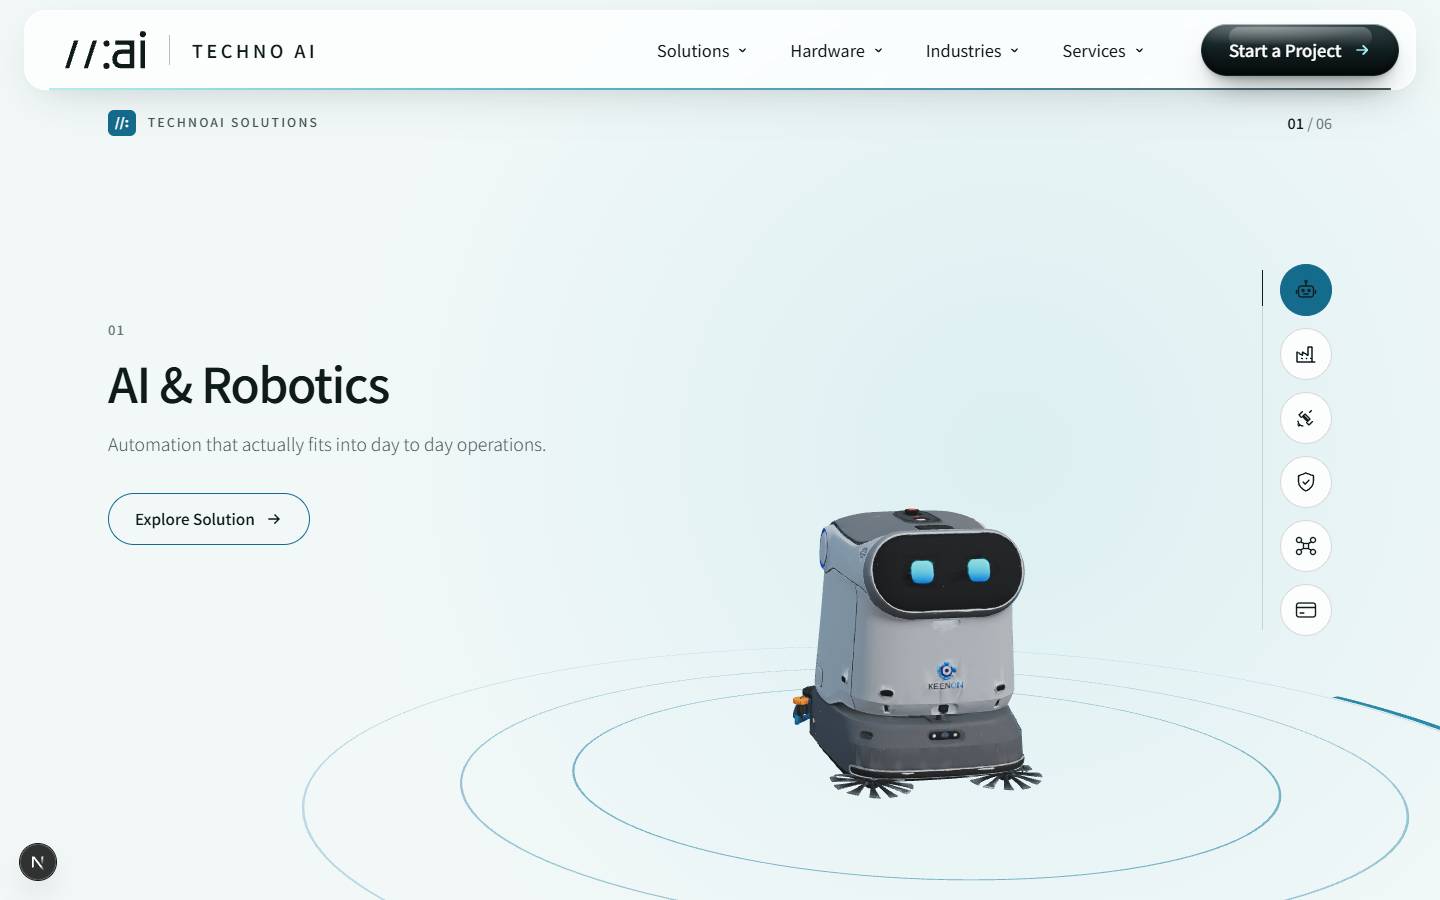 //:ai TECHNO AI
Solutions
Hardware
Industries
Services
Start a Project
//: TECHNOAI SOLUTIONS
01 / 06
01
AI & Robotics
Automation that actually fits into day to day operations.
Explore Solution
KEENON
N